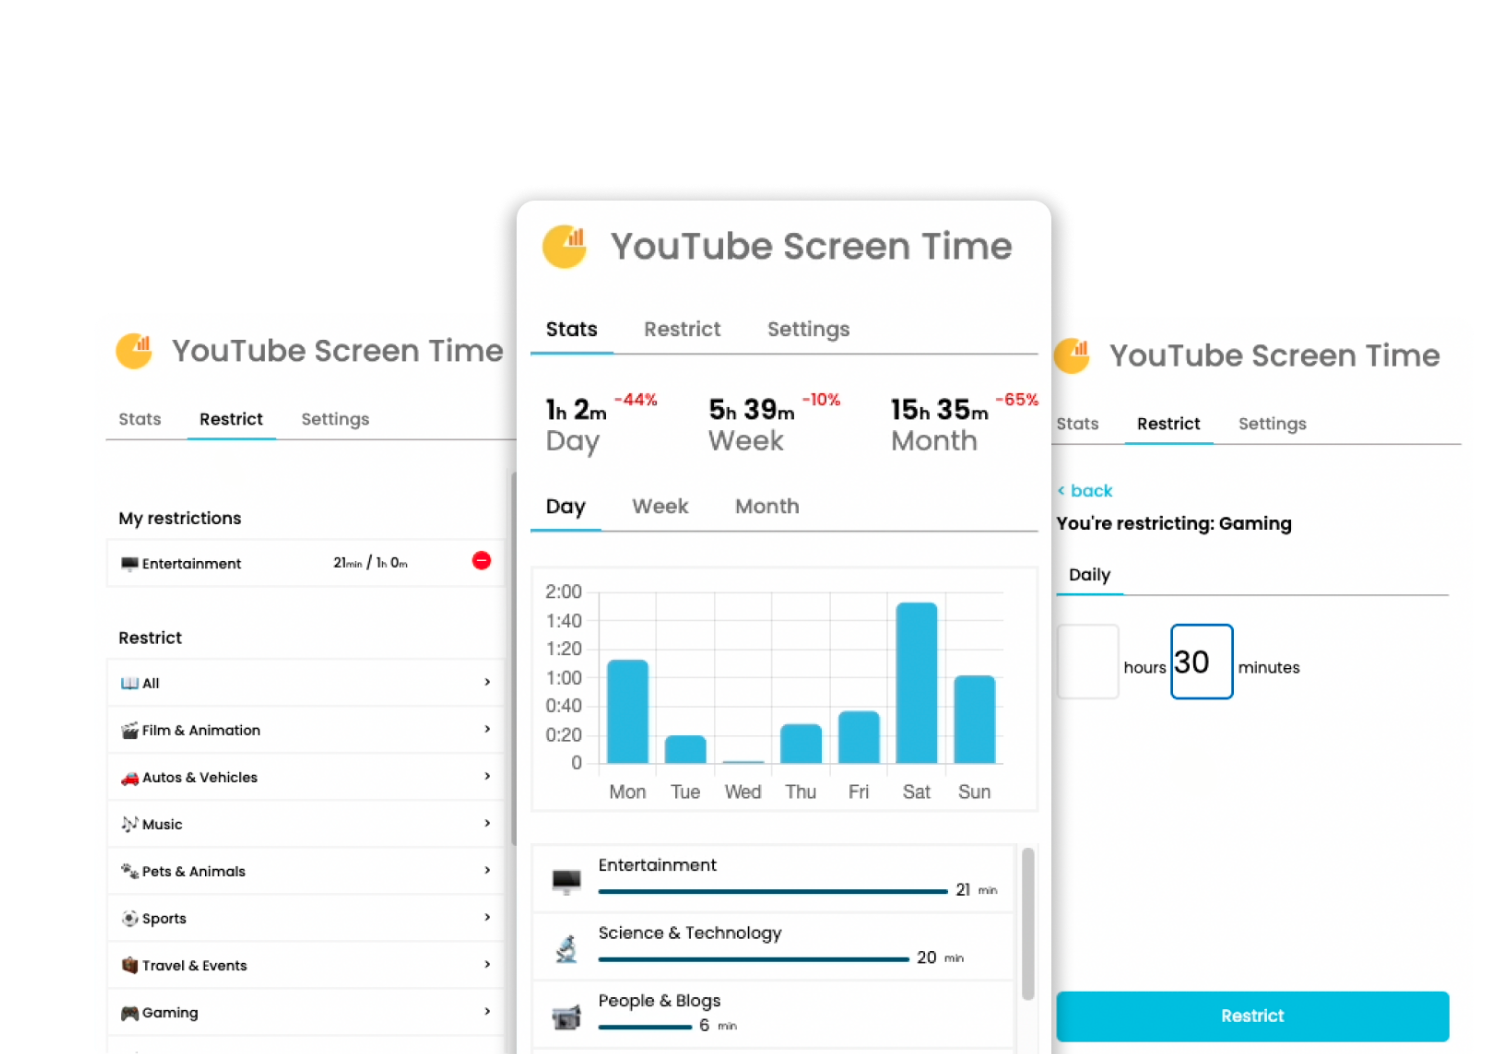 YouTube Screen Time
Stats Restrict Settings
My restrictions
Entertainment 21min / 1h 0m
Restrict
All
Film & Animation
Autos & Vehicles
Music
Pets & Animals
Sports
Travel & Events
Gaming
YouTube Screen Time
Stats Restrict Settings
1h 2m -44% 5h 39m -10% 15h 35m -65%
Day Week Month
Day Week Month
2:00
1:40
1:20
1:00
0:40
0:20
0
Mon Tue Wed Thu Fri Sat Sun
Entertainment
21 min
Science & Technology
20 min
People & Blogs
6 min
YouTube Screen Time
Stats Restrict Settings
< back
You're restricting: Gaming
Daily
hours 30 minutes
Restrict